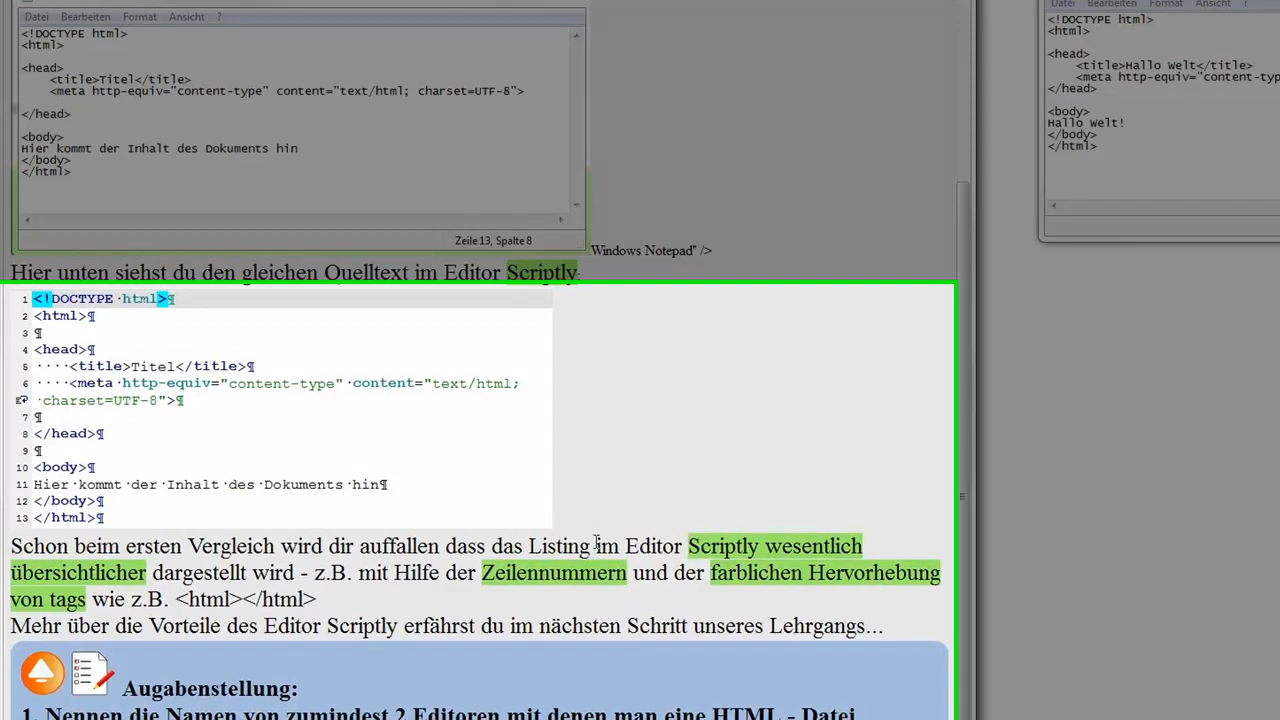 Datei Bearbeiten Format Ansicht ?
<!DOCTYPE html>
<html>
<head>
<title>Titel</title>
<meta http-equiv="content-type" content="text/html; charset=UTF-8">
</head>
<body>
Hier kommt der Inhalt des Dokuments hin
</body>
</html>
Zeile 13, Spalte 8
Windows Notepad" />
Hier unten siehst du den gleichen Quelltext im Editor Scriptly:
1 <!DOCTYPE·html>¶
2 <html>¶
3 ¶
4 <head>¶
5 ····<title>Titel</title>¶
6 ····<meta·http-equiv="content-type"·content="text/html;
·charset=UTF-8">¶
7 ¶
8 </head>¶
9 ¶
10 <body>¶
11 Hier·kommt·der·Inhalt·des·Dokuments·hin¶
12 </body>¶
13 </html>¶
Schon beim ersten Vergleich wird dir auffallen dass das Listing im Editor Scriptly wesentlich
übersichtlicher dargestellt wird - z.B. mit Hilfe der Zeilennummern und der farblichen Hervorhebung
von tags wie z.B. <html></html>
Mehr über die Vorteile des Editor Scriptly erfährst du im nächsten Schritt unseres Lehrgangs...
Augabenstellung:
1. Nennen die Namen von zumindest 2 Editoren mit denen man eine HTML - Datei
Datei Bearbeiten Format Ansicht ?
<!DOCTYPE html>
<html>
<head>
<title>Hallo Welt</title>
<meta http-equiv="content-typ
</head>
<body>
Hallo Welt!
</body>
</html>